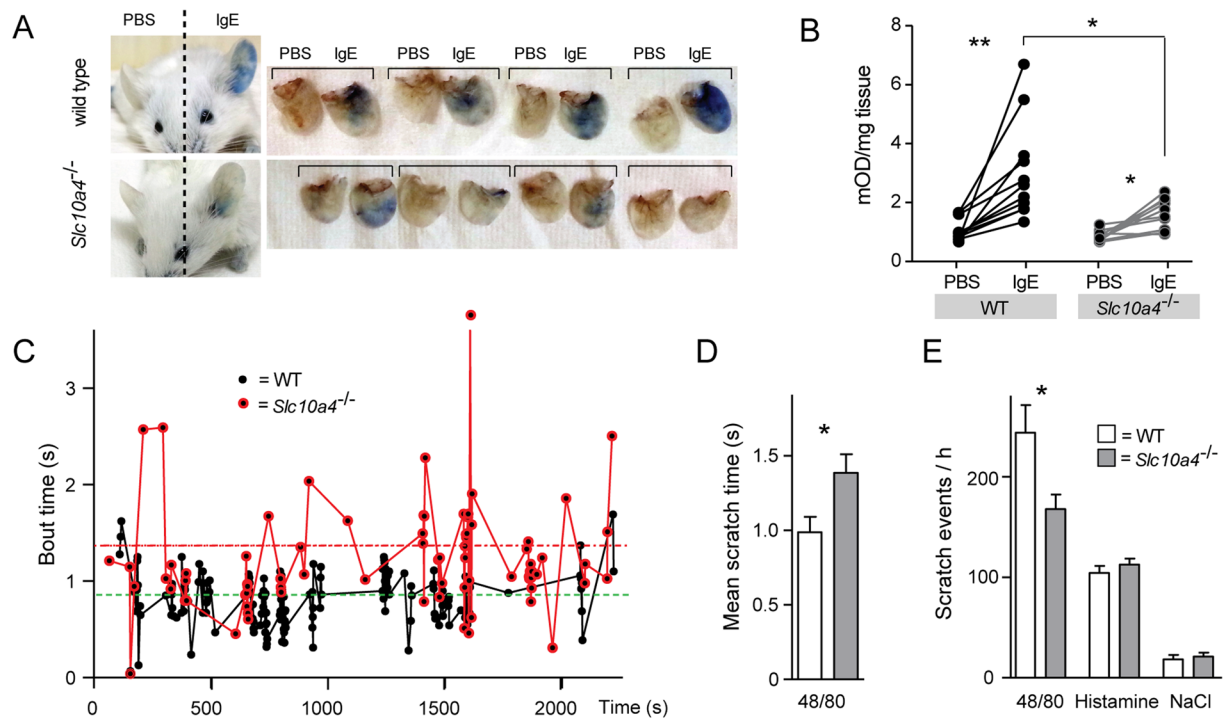 A
PBS IgE
wild type
Slc10a4-/-
PBS IgE PBS IgE PBS IgE PBS IgE
B
mOD/mg tissue
8
6
4
2
0
**
*
*
PBS IgE PBS IgE
WT Slc10a4-/-
C
Bout time (s)
3
2
1
0
= WT
= Slc10a4-/-
0 500 1000 1500 2000 Time (s)
D
Mean scratch time (s)
1.5
1.0
0.5
0
*
48/80
E
Scratch events / h
200
100
0
*
= WT
= Slc10a4-/-
48/80 Histamine NaCl